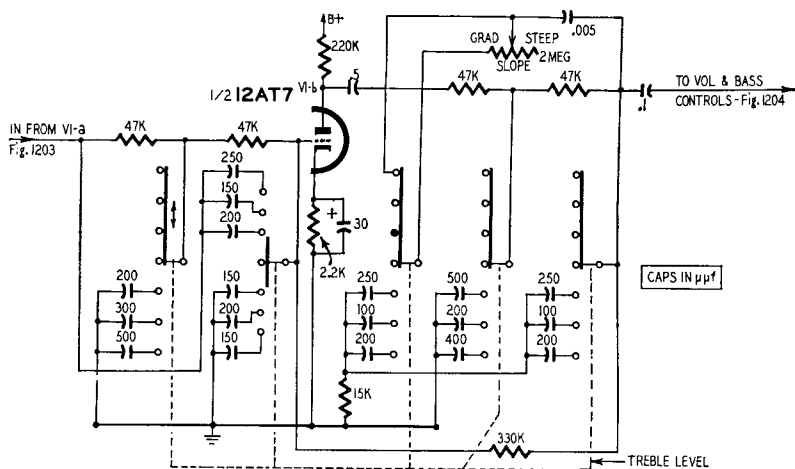 B+
220K
.005
GRAD STEEP
SLOPE 2 MEG
V1-b
.5
47K
47K
TO VOL & BASS
CONTROLS-Fig. 1204
.1
1/2 12AT7
IN FROM V1-a
Fig. 1203
47K
47K
250
150
200
+
30
2.2K
CAPS IN µµf
200
300
500
150
200
150
250
100
200
500
200
400
250
100
200
15K
330K
TREBLE LEVEL